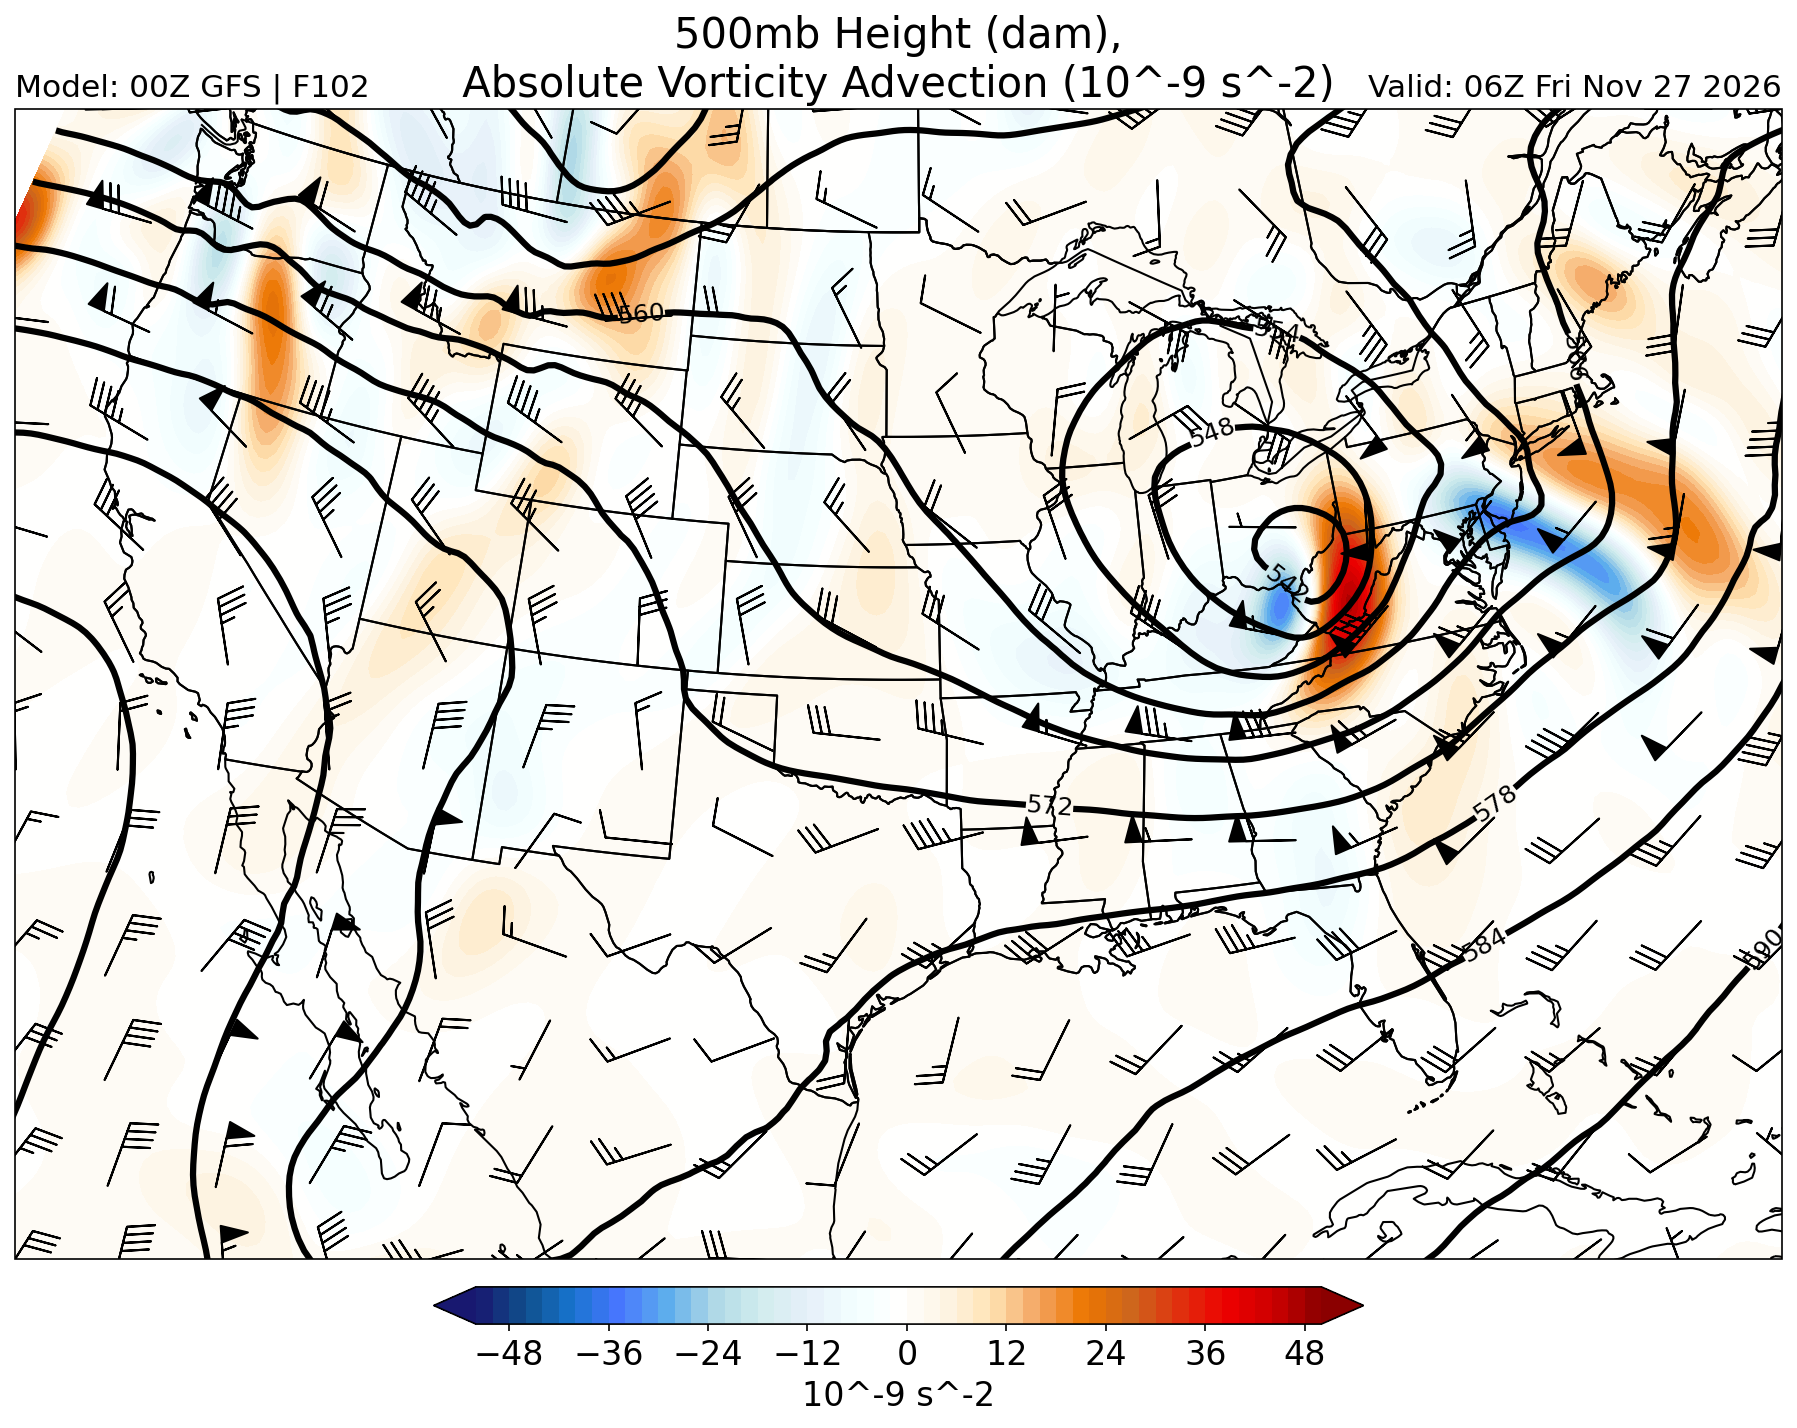 500mb Height (dam),
Model: 00Z GFS | F102
Absolute Vorticity Advection (10^-9 s^-2)
Valid: 06Z Fri Nov 27 2026
560
554
566
548
542
572
578
584
590
−48 −36 −24 −12 0 12 24 36 48
10^-9 s^-2